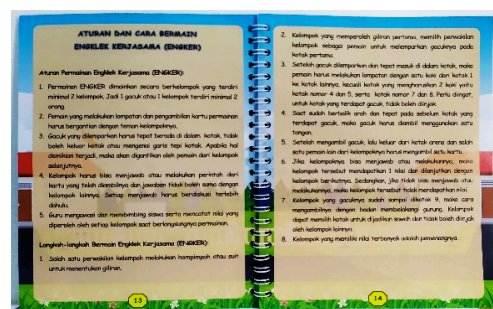 ATURAN DAN CARA BERMAIN
ENGKLEK KERJASAMA (ENGKER)
Aturan Permainan Engklek Kerjasama (ENGKER):
1. Permainan ENGKER dimainkan secara berkelompok yang terdiri
minimal 2 kelompok. Jadi 1 gacuk atau 1 kelompok terdiri minimal 2
orang.
2. Pemain yang melakukan lompatan dan pengambilan kartu permainan
harus bergantian dengan teman kelompoknya.
3. Gacuk yang dilemparkan harus tepat berada di dalam kotak, tidak
boleh keluar kotak atau mengenai garis tepi kotak. Apabila hal
demikian terjadi, maka akan digantikan oleh pemain dari kelompok
selanjutnya.
4. Kelompok harus bisa menjawab atau melakukan perintah dari
kartu yang telah diambilnya dan jawaban tidak boleh sama dengan
kelompok lainnya. Setiap menjawab harus berdiskusi terlebih
dahulu.
5. Guru mengawasi dan membimbing siswa serta mencatat nilai yang
diperoleh oleh setiap kelompok saat berlangsungnya permainan.
Langkah-langkah Bermain Engklek Kerjasama (ENGKER):
1. Salah satu perwakilan kelompok melakukan hompimpah atau suit
untuk menentukan giliran.
13
2. Kelompok yang memperoleh giliran pertama, memilih perwakilan
kelompok sebagai pemain untuk melemparkan gacuknya pada
kotak pertama.
3. Setelah gacuk dilemparkan dan tepat masuk di dalam kotak, maka
pemain harus melakukan lompatan dengan satu kaki dari kotak 1
ke kotak lainnya, kecuali kotak yang mengharuskan 2 kaki yaitu
kotak nomor 4 dan 5, serta kotak nomor 7 dan 8. Perlu diingat,
untuk kotak yang terdapat gacuk, tidak boleh diinjak.
4. Saat sudah berbalik arah dan tepat pada sebelum kotak yang
terdapat gacuk, maka gacuk harus diambil menggunakan satu
tangan.
5. Setelah mengambil gacuk, lalu keluar dari kotak arena dan salah
satu pemain lain dari kelompoknya harus mengambil satu kartu.
6. Jika kelompoknya bisa menjawab atau melakukannya, maka
kelompok tersebut mendapatkan 1 nilai dan dilanjutkan dengan
kelompok berikutnya. Sedangkan, jika tidak bisa menjawab atau
melakukannya, maka kelompok tersebut tidak mendapatkan nilai.
7. Kelompok yang gacuknya sudah sampai dikotak 9, maka cara
mengambilnya dengan badan membelakangi gunung. Kelompok
dapat memilih kotak untuk dijadikan sawah dan tidak boleh diinjak
oleh kelompok lainnya.
8. Kelompok yang memiliki nilai terbanyak adalah pemenangnya.
14